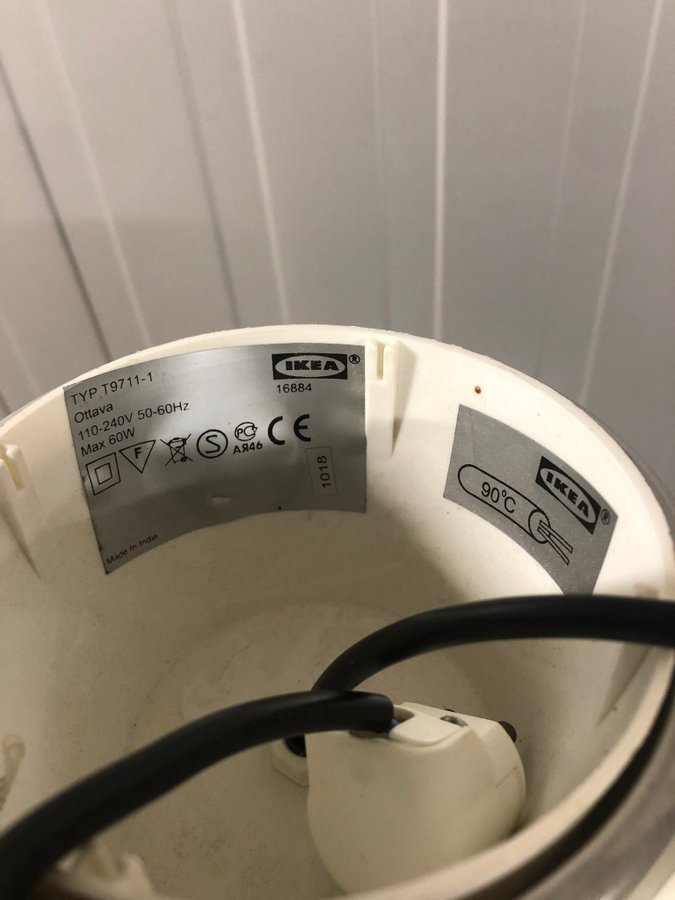 TYP T9711-1
Ottava
110-240V 50-60Hz
Max 60W
F
S
PC
АЯ46
CE
IKEA®
16884
1018
Made in India
IKEA®
90°C